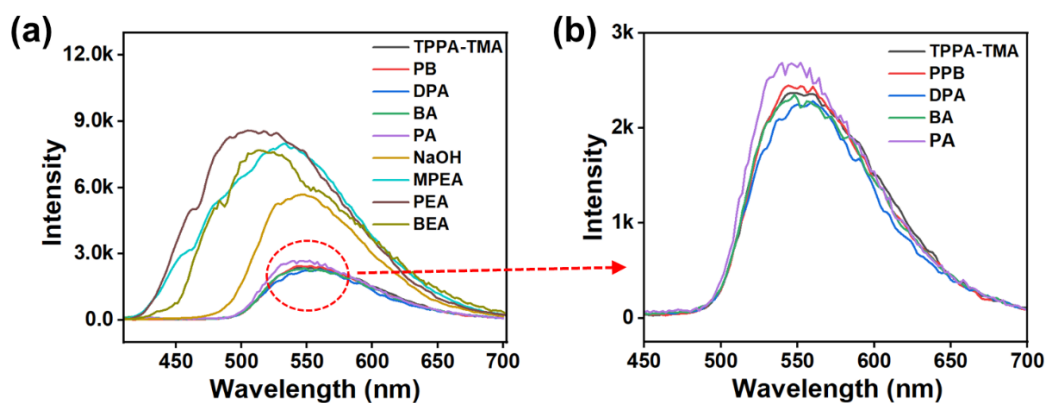 (a)
Intensity
12.0k
9.0k
6.0k
3.0k
0.0
450 500 550 600 650 700
Wavelength (nm)
TPPA-TMA
PB
DPA
BA
PA
NaOH
MPEA
PEA
BEA
(b)
Intensity
3k
2k
1k
0
450 500 550 600 650 700
Wavelength (nm)
TPPA-TMA
PPB
DPA
BA
PA